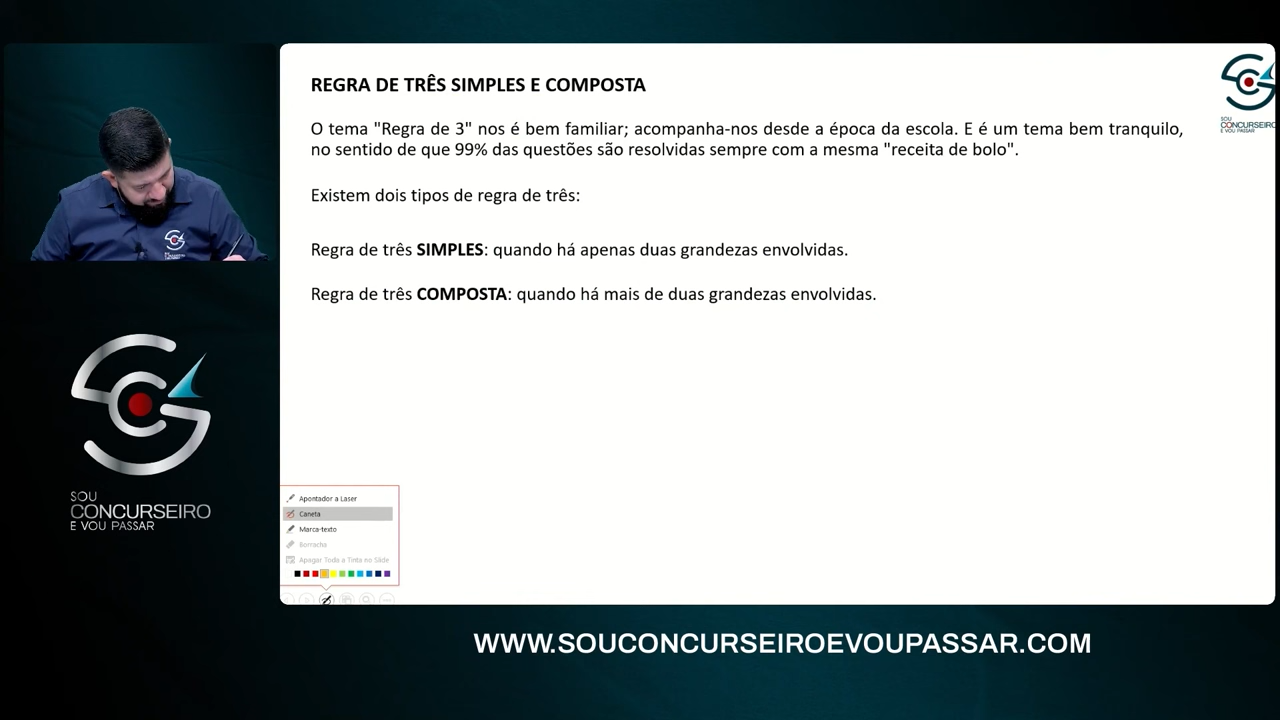 REGRA DE TRÊS SIMPLES E COMPOSTA
O tema "Regra de 3" nos é bem familiar; acompanha-nos desde a época da escola. E é um tema bem tranquilo,
no sentido de que 99% das questões são resolvidas sempre com a mesma "receita de bolo".
Existem dois tipos de regra de três:
Regra de três SIMPLES: quando há apenas duas grandezas envolvidas.
Regra de três COMPOSTA: quando há mais de duas grandezas envolvidas.
SOU
CONCURSEIRO
E VOU PASSAR
SOU
CONCURSEIRO
E VOU PASSAR
Apontador a Laser
Caneta
Marca-texto
Borracha
Apagar Toda a Tinta no Slide
WWW.SOUCONCURSEIROEVOUPASSAR.COM